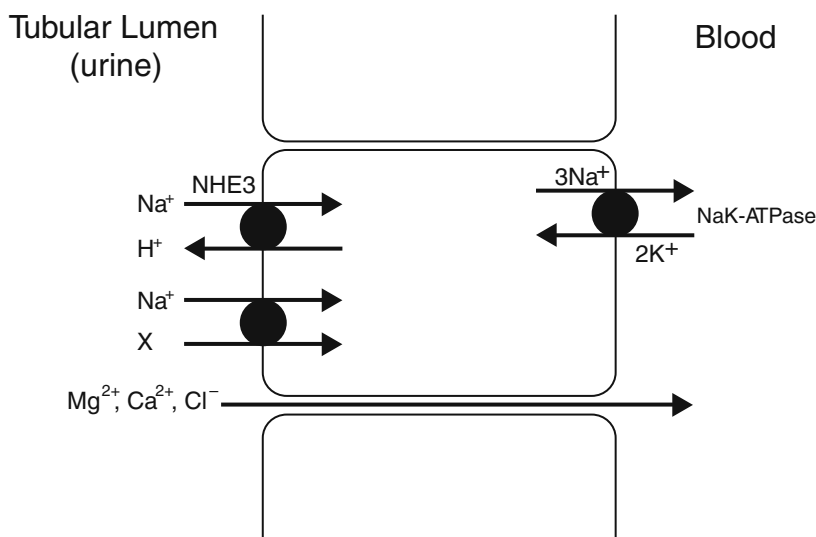 Tubular Lumen
(urine)
Blood
NHE3
Na⁺
H⁺
3Na⁺
NaK-ATPase
2K⁺
Na⁺
X
Mg²⁺, Ca²⁺, Cl⁻